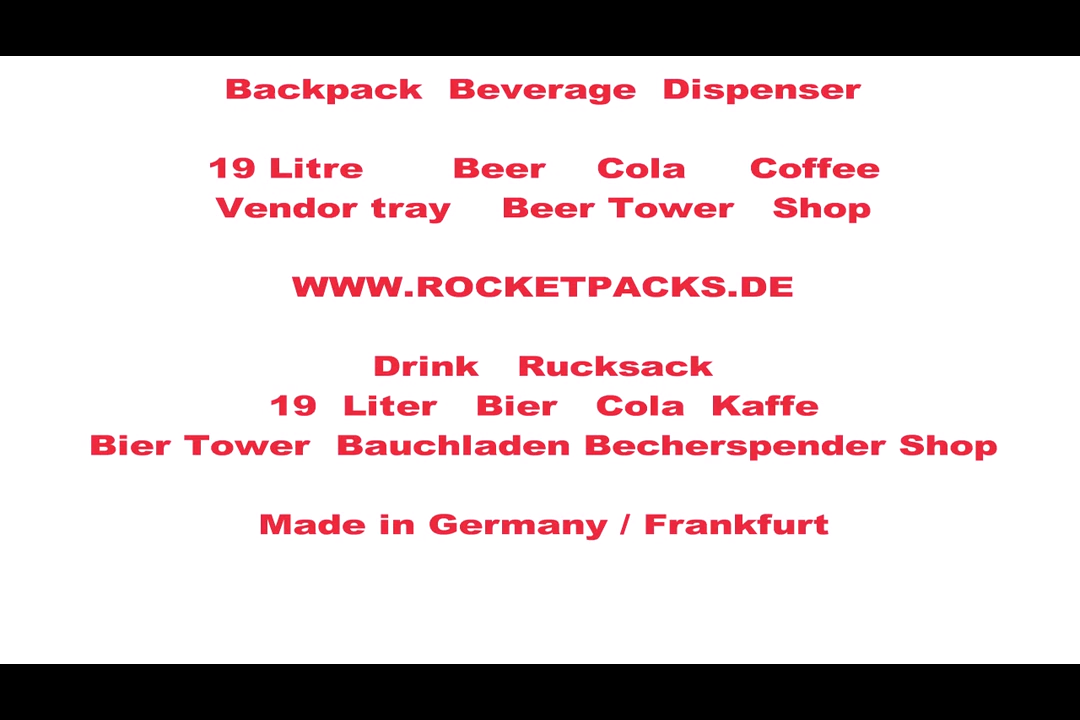 Backpack Beverage Dispenser
19 Litre Beer Cola Coffee
Vendor tray Beer Tower Shop
WWW.ROCKETPACKS.DE
Drink Rucksack
19 Liter Bier Cola Kaffe
Bier Tower Bauchladen Becherspender Shop
Made in Germany / Frankfurt